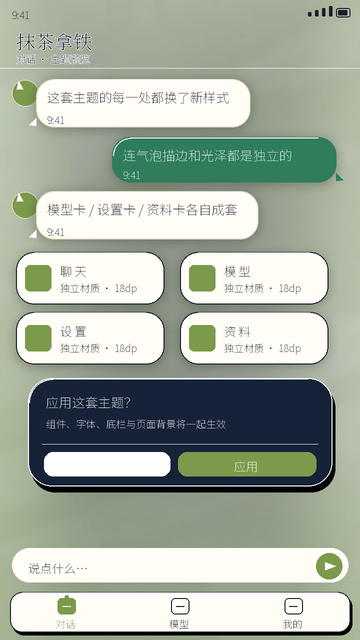 9:41
抹茶拿铁
对话 · 主题预览
这套主题的每一处都换了新样式
9:41
连气泡描边和光泽都是独立的
9:41
模型卡 / 设置卡 / 资料卡各自成套
9:41
聊天
独立材质 · 18dp
模型
独立材质 · 18dp
设置
独立材质 · 18dp
资料
独立材质 · 18dp
应用这套主题？
组件、字体、底栏与页面背景将一起生效
应用
说点什么…
对话
模型
我的